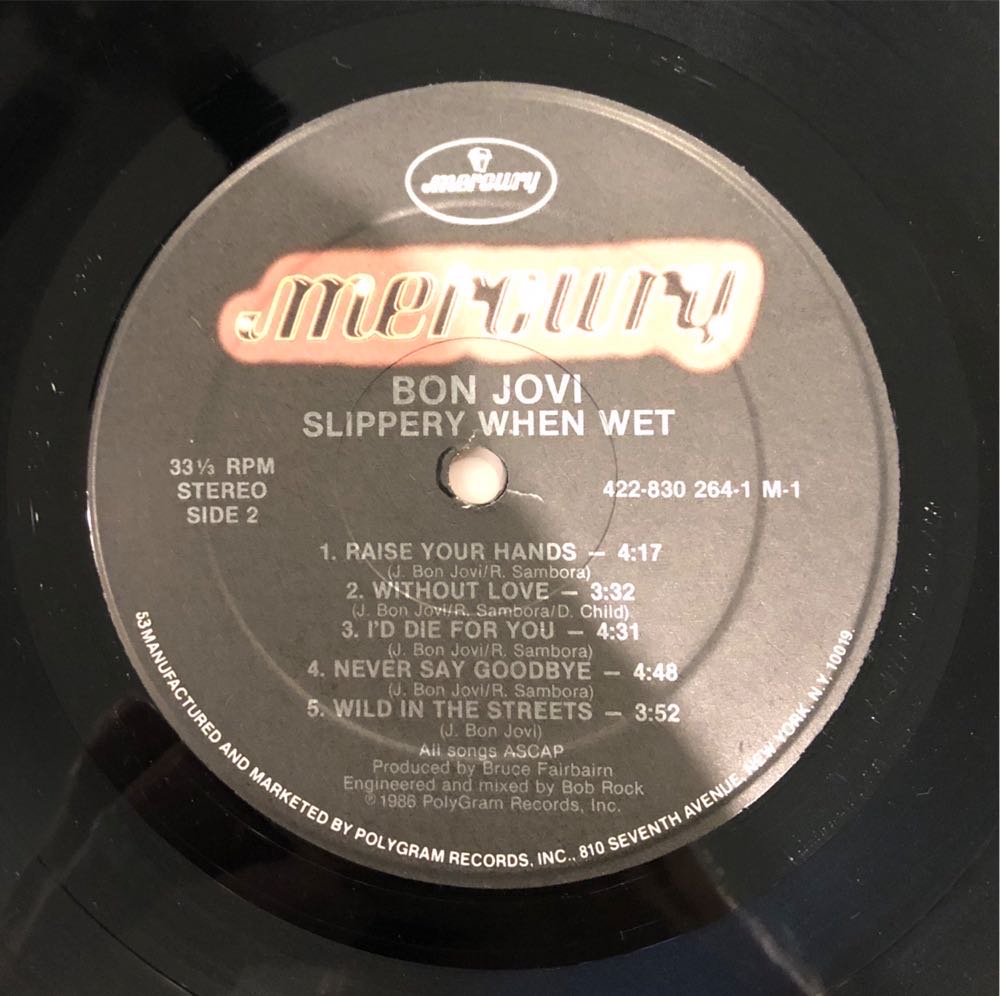 mercury
mercury
BON JOVI
SLIPPERY WHEN WET
33⅓ RPM
STEREO
SIDE 2
422-830 264-1 M-1
1. RAISE YOUR HANDS — 4:17
(J. Bon Jovi/R. Sambora)
2. WITHOUT LOVE — 3:32
(J. Bon Jovi/R. Sambora/D. Child)
3. I'D DIE FOR YOU — 4:31
(J. Bon Jovi/R. Sambora)
4. NEVER SAY GOODBYE — 4:48
(J. Bon Jovi/R. Sambora)
5. WILD IN THE STREETS — 3:52
(J. Bon Jovi)
All songs ASCAP
Produced by Bruce Fairbairn
Engineered and mixed by Bob Rock
℗1986 PolyGram Records, Inc.
53 MANUFACTURED AND MARKETED BY POLYGRAM RECORDS, INC., 810 SEVENTH AVENUE, NEW YORK, N.Y. 10019.